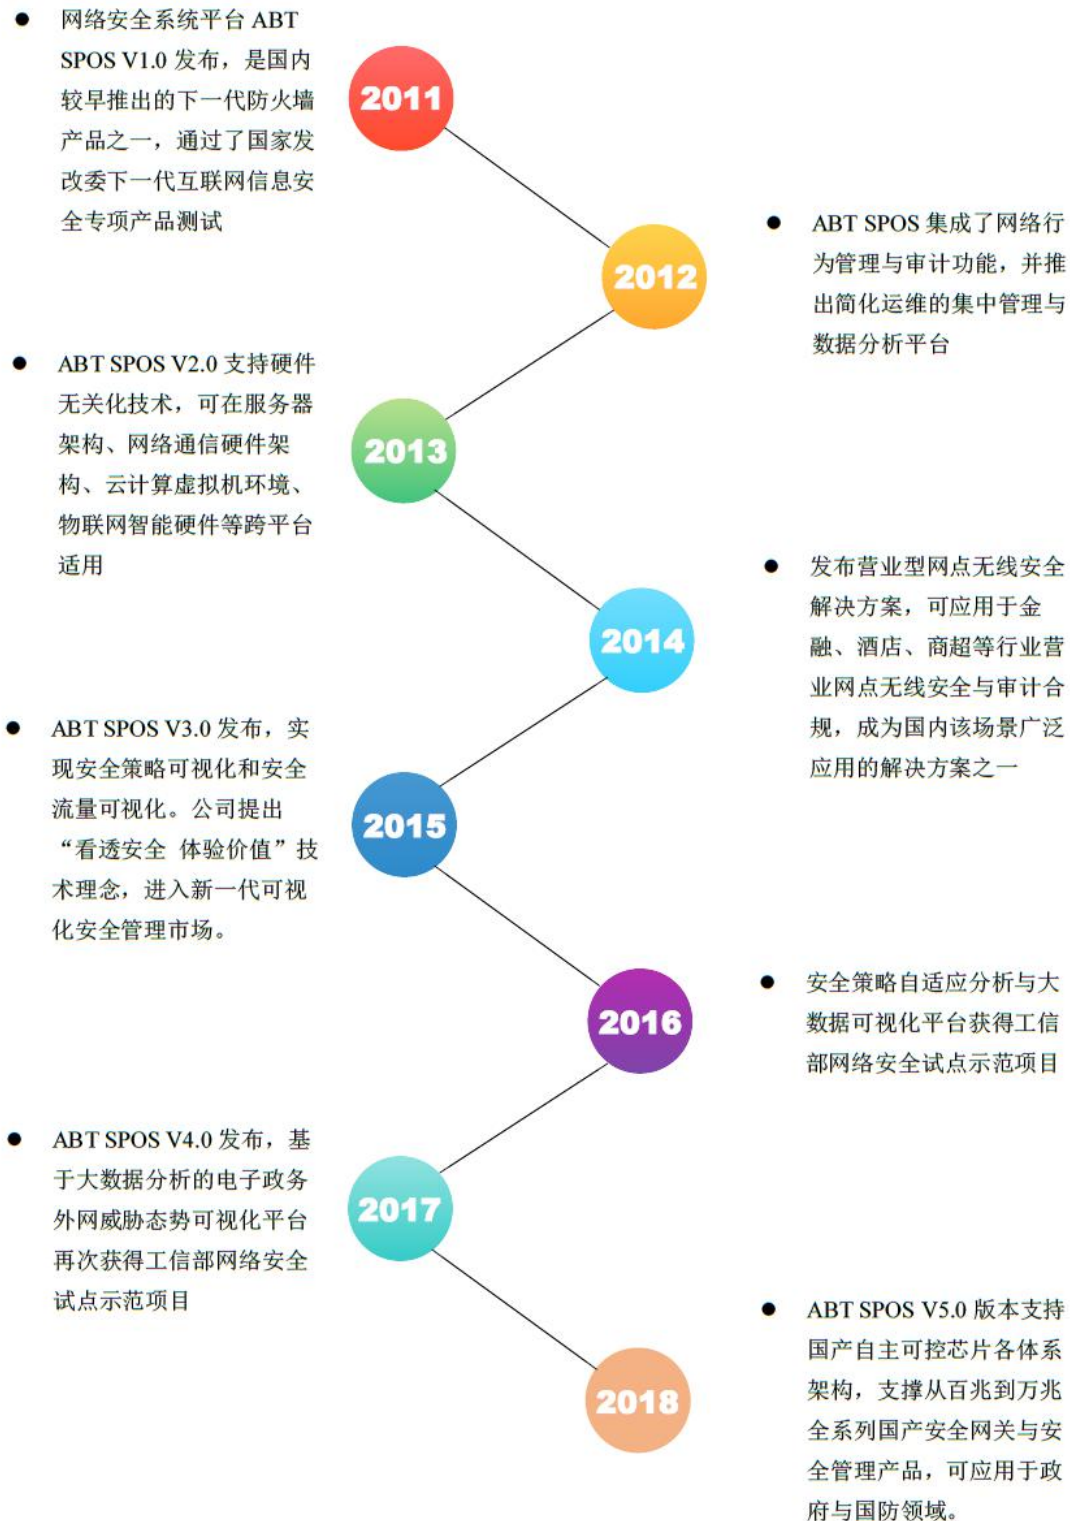 ● 网络安全系统平台 ABT
SPOS V1.0 发布，是国内
较早推出的下一代防火墙
产品之一，通过了国家发
改委下一代互联网信息安
全专项产品测试
2011
● ABT SPOS 集成了网络行
为管理与审计功能，并推
出简化运维的集中管理与
数据分析平台
2012
● ABT SPOS V2.0 支持硬件
无关化技术，可在服务器
架构、网络通信硬件架
构、云计算虚拟机环境、
物联网智能硬件等跨平台
适用
2013
● 发布营业型网点无线安全
解决方案，可应用于金
融、酒店、商超等行业营
业网点无线安全与审计合
规，成为国内该场景广泛
应用的解决方案之一
2014
● ABT SPOS V3.0 发布，实
现安全策略可视化和安全
流量可视化。公司提出
“看透安全 体验价值”技
术理念，进入新一代可视
化安全管理市场。
2015
● 安全策略自适应分析与大
数据可视化平台获得工信
部网络安全试点示范项目
2016
● ABT SPOS V4.0 发布，基
于大数据分析的电子政务
外网威胁态势可视化平台
再次获得工信部网络安全
试点示范项目
2017
● ABT SPOS V5.0 版本支持
国产自主可控芯片各体系
架构，支撑从百兆到万兆
全系列国产安全网关与安
全管理产品，可应用于政
府与国防领域。
2018